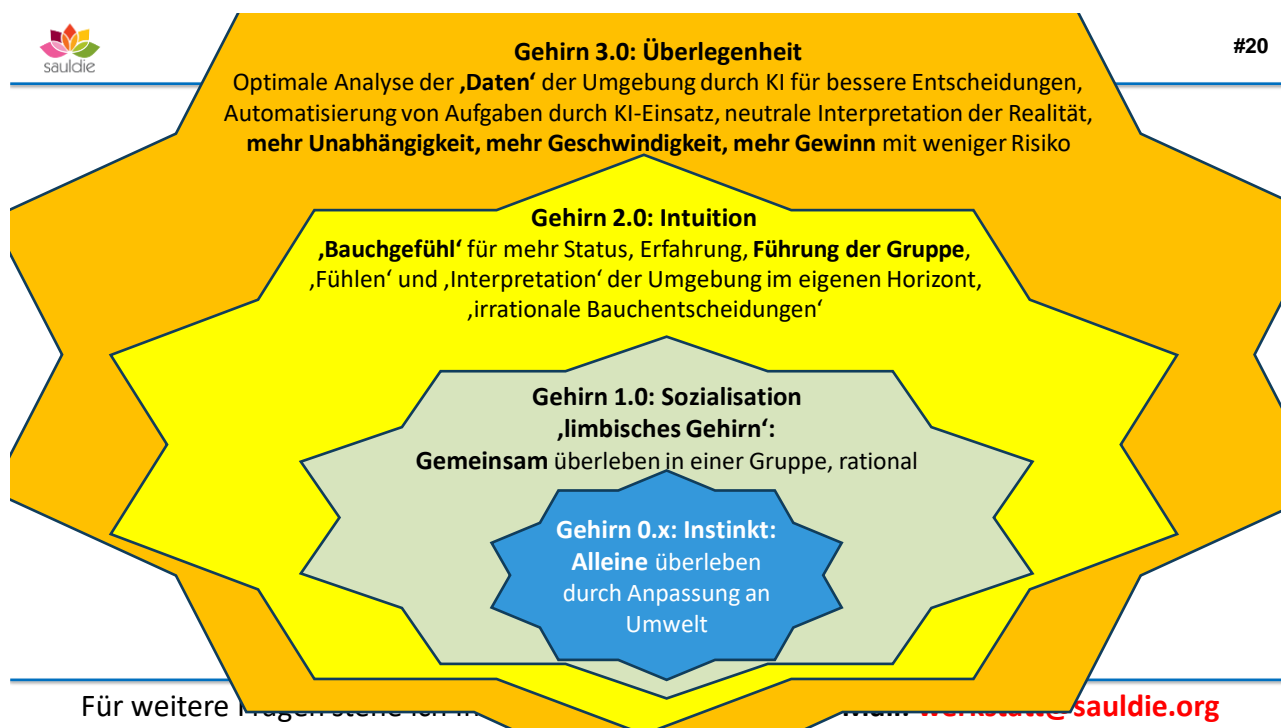 sauldie
#20
Gehirn 3.0: Überlegenheit
Optimale Analyse der ‚Daten‘ der Umgebung durch KI für bessere Entscheidungen,
Automatisierung von Aufgaben durch KI-Einsatz, neutrale Interpretation der Realität,
mehr Unabhängigkeit, mehr Geschwindigkeit, mehr Gewinn mit weniger Risiko
Gehirn 2.0: Intuition
‚Bauchgefühl‘ für mehr Status, Erfahrung, Führung der Gruppe,
‚Fühlen‘ und ‚Interpretation‘ der Umgebung im eigenen Horizont,
‚irrationale Bauchentscheidungen‘
Gehirn 1.0: Sozialisation
‚limbisches Gehirn‘:
Gemeinsam überleben in einer Gruppe, rational
Gehirn 0.x: Instinkt:
Alleine überleben
durch Anpassung an
Umwelt
Für weitere Fragen stehe ich sauldie.org